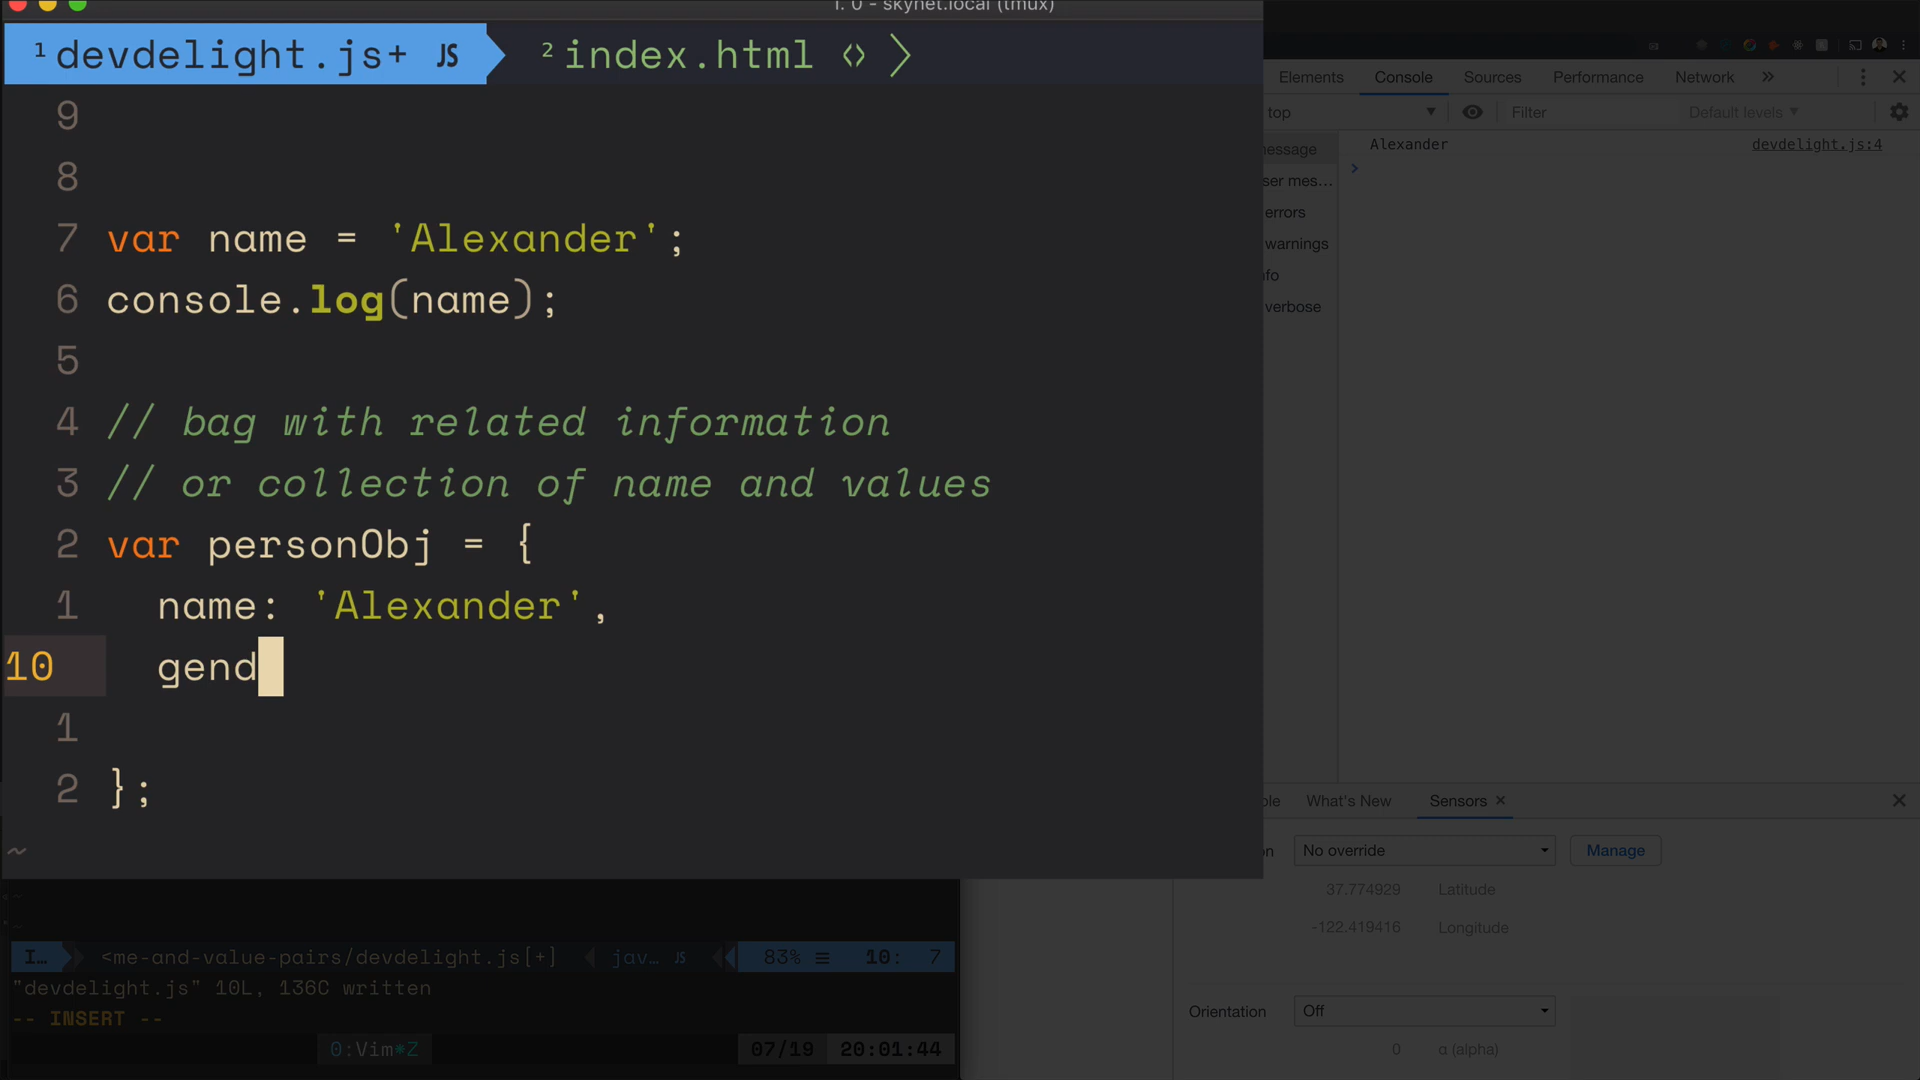 1. 0 - skynet.local (tmux)
1 devdelight.js+ JS
2 index.html <>
9
8
7 var name = 'Alexander';
6 console.log(name);
5
4 // bag with related information
3 // or collection of name and values
2 var personObj = {
1 name: 'Alexander',
10 gend
1
2 };
~
I… <me-and-value-pairs/devdelight.js[+] jav… JS 83% ≡ 10: 7
"devdelight.js" 10L, 136C written
-- INSERT --
0:Vim*Z 07/19 20:01:44
Elements Console Sources Performance Network »
top Filter Default levels
essage Alexander devdelight.js:4
ser mes…
errors
warnings
nfo
verbose
ole What's New Sensors
on No override Manage
37.774929 Latitude
-122.419416 Longitude
Orientation Off
0 α (alpha)